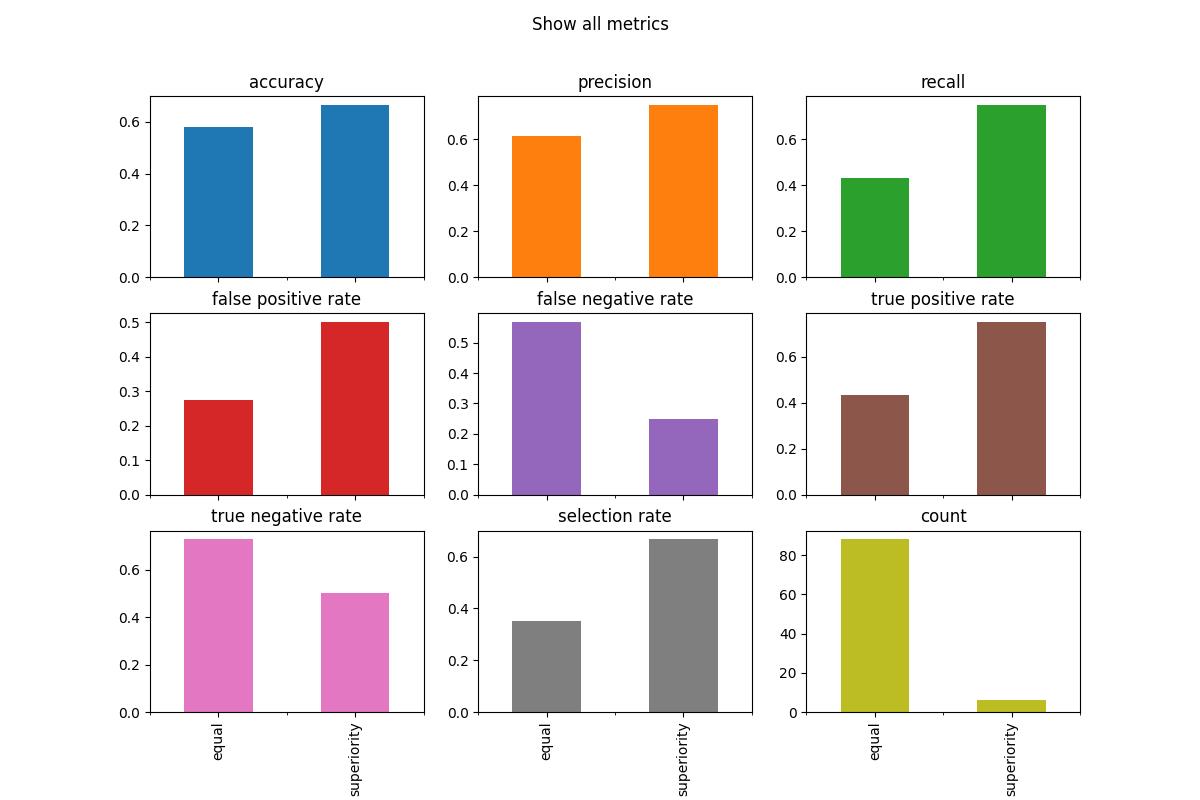 Show all metrics
accuracy
0.6
0.4
0.2
0.0
precision
0.6
0.4
0.2
0.0
recall
0.6
0.4
0.2
0.0
false positive rate
0.5
0.4
0.3
0.2
0.1
0.0
false negative rate
0.5
0.4
0.3
0.2
0.1
0.0
true positive rate
0.6
0.4
0.2
0.0
true negative rate
0.6
0.4
0.2
0.0
equal
superiority
selection rate
0.6
0.4
0.2
0.0
equal
superiority
count
80
60
40
20
0
equal
superiority